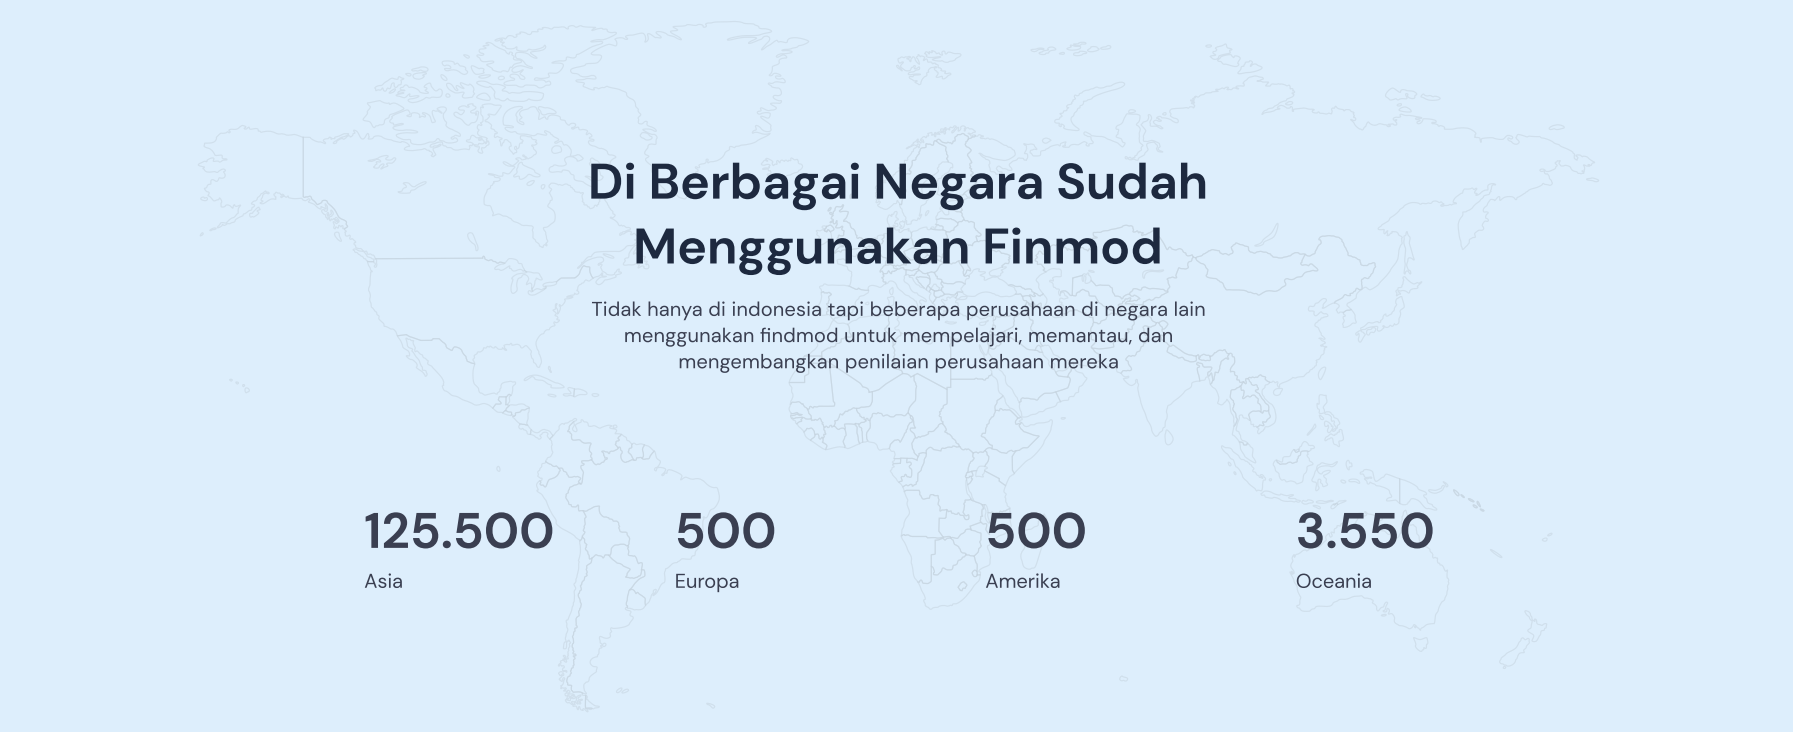 Di Berbagai Negara Sudah
Menggunakan Finmod
Tidak hanya di indonesia tapi beberapa perusahaan di negara lain
menggunakan findmod untuk mempelajari, memantau, dan
mengembangkan penilaian perusahaan mereka
125.500
Asia
500
Europa
500
Amerika
3.550
Oceania